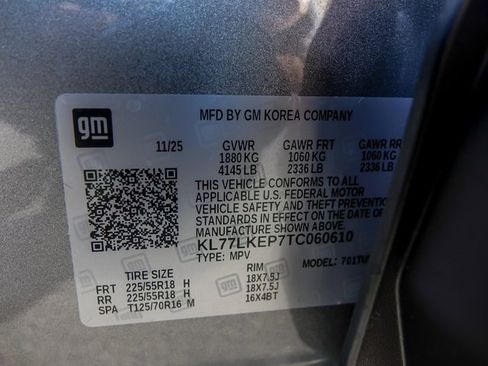 gm
MFD BY GM KOREA COMPANY
11/25 GVWR GAWR FRT GAWR RR
1880 KG 1060 KG 1060 KG
4145 LB 2336 LB 2336 LB
THIS VEHICLE CONFORMS TO ALL
APPLICABLE U.S. FEDERAL MOTOR
VEHICLE SAFETY AND THEFT PREVENTION
STANDARDS IN EFFECT ON THE DATE OF
MANUFACTURE SHOWN ABOVE.
KL77LKEP7TC060610
TYPE: MPV MODEL:
TIRE SIZE RIM
FRT 225/55R18 H 18X7.5J
RR 225/55R18 H 18X7.5J
SPA T125/70R16 M 16X4BT